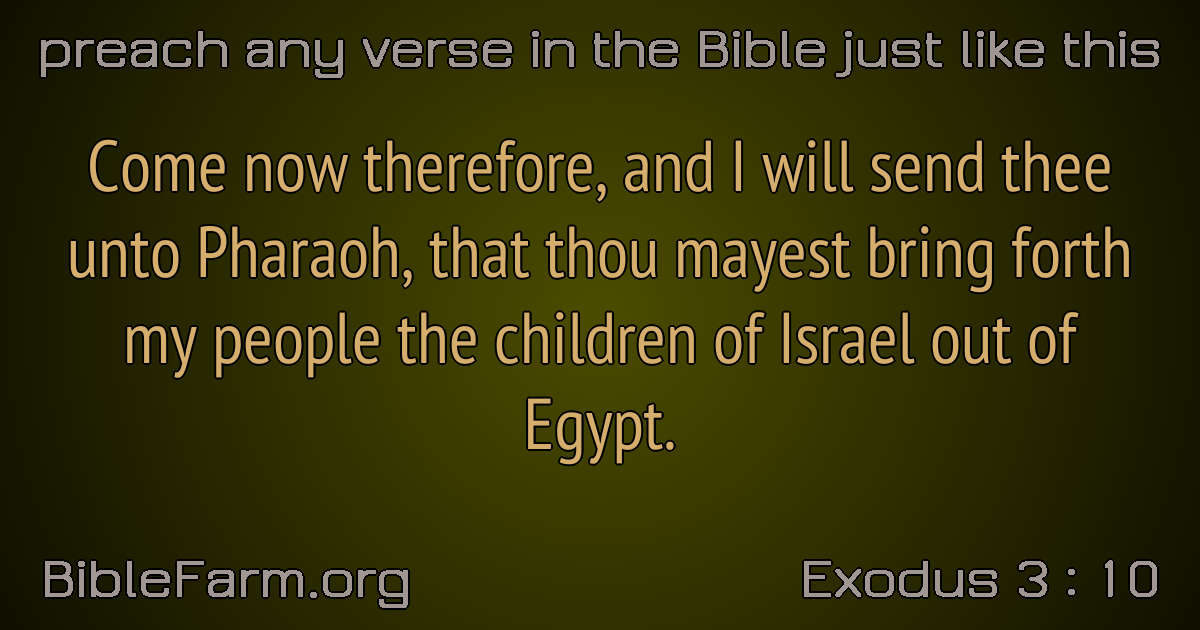 preach any verse in the Bible just like this
Come now therefore, and I will send thee
unto Pharaoh, that thou mayest bring forth
my people the children of Israel out of
Egypt.
BibleFarm.org
Exodus 3 : 10